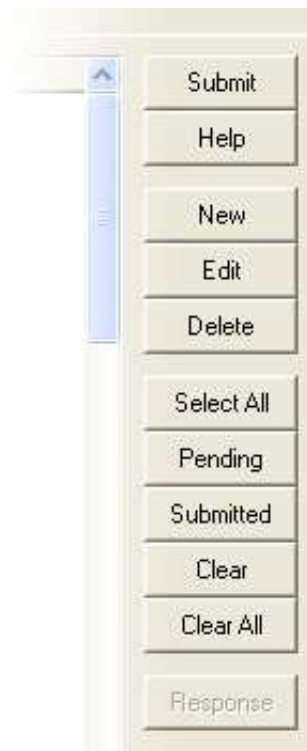 Submit
Help
New
Edit
Delete
Select All
Pending
Submitted
Clear
Clear All
Response